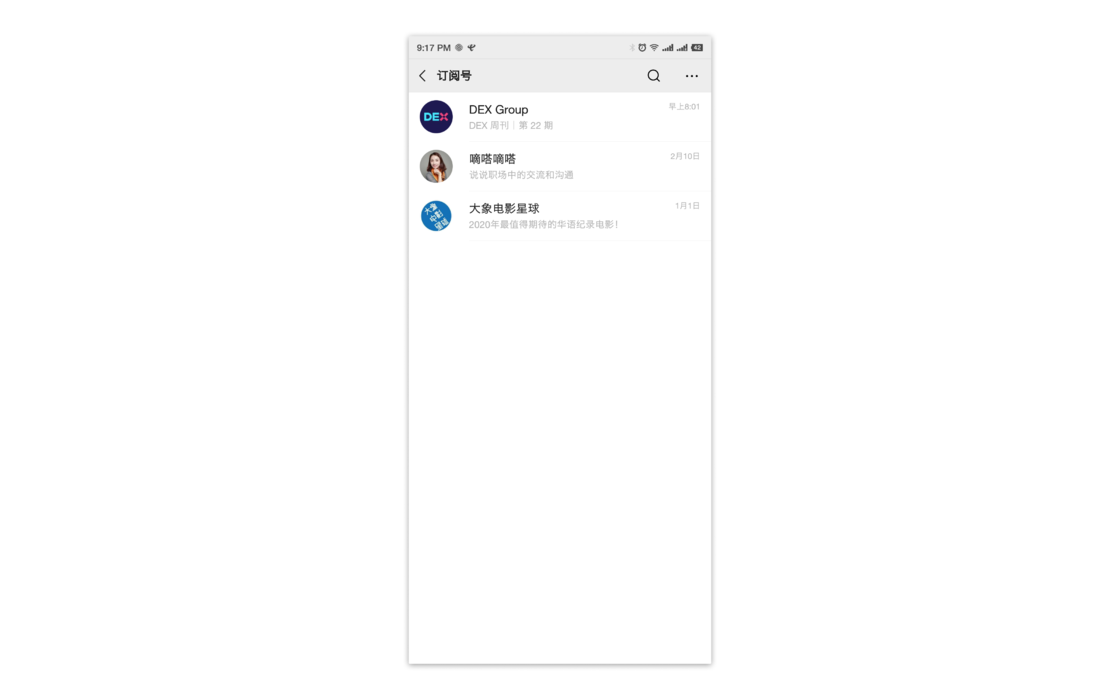 9:17 PM
42
订阅号
DEX
DEX Group
早上8:01
DEX 周刊｜第 22 期
嘀嗒嘀嗒
2月10日
说说职场中的交流和沟通
大象
电影
星球
大象电影星球
1月1日
2020年最值得期待的华语纪录电影！